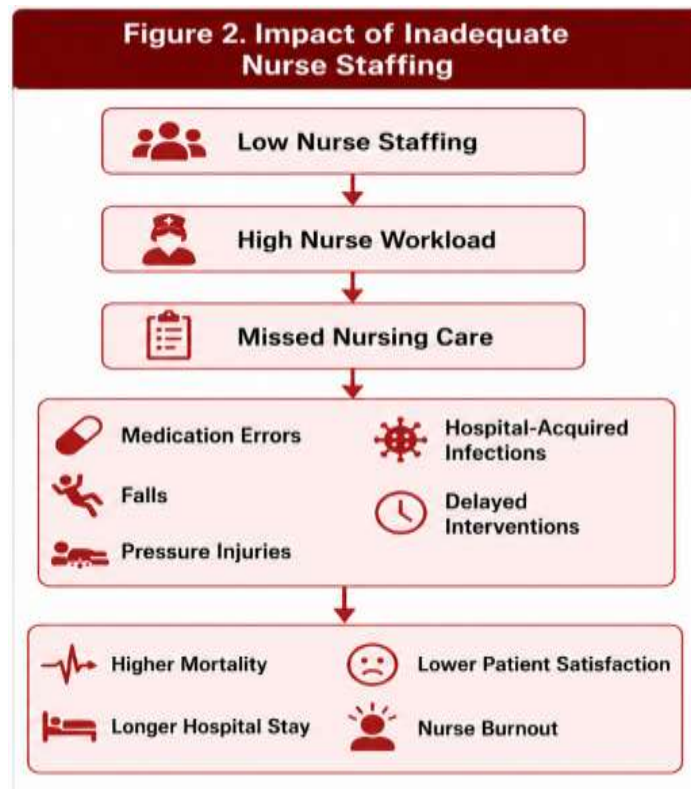 Figure 2. Impact of Inadequate
Nurse Staffing
Low Nurse Staffing
High Nurse Workload
Missed Nursing Care
Medication Errors
Falls
Pressure Injuries
Hospital-Acquired
Infections
Delayed
Interventions
Higher Mortality
Longer Hospital Stay
Lower Patient Satisfaction
Nurse Burnout